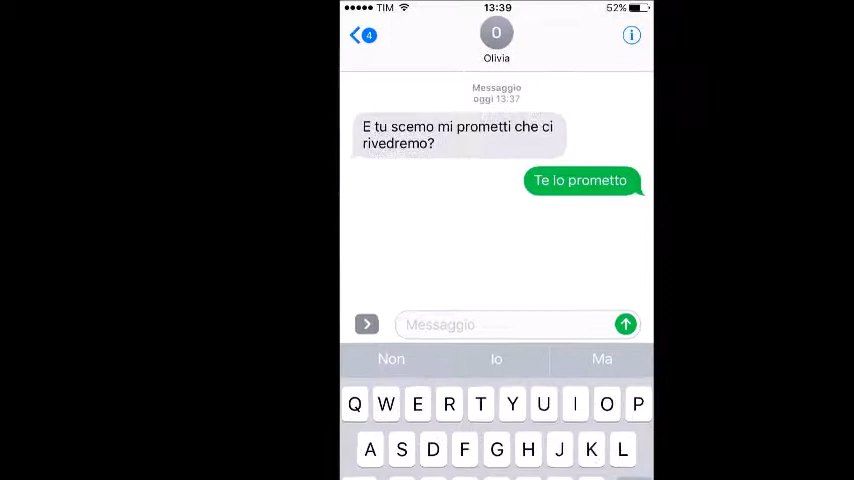 TIM 13:39 52%
4
O
Olivia
Messaggio
oggi 13:37
E tu scemo mi prometti che ci
rivedremo?
Te lo prometto
Messaggio
Non Io Ma
Q W E R T Y U I O P
A S D F G H J K L